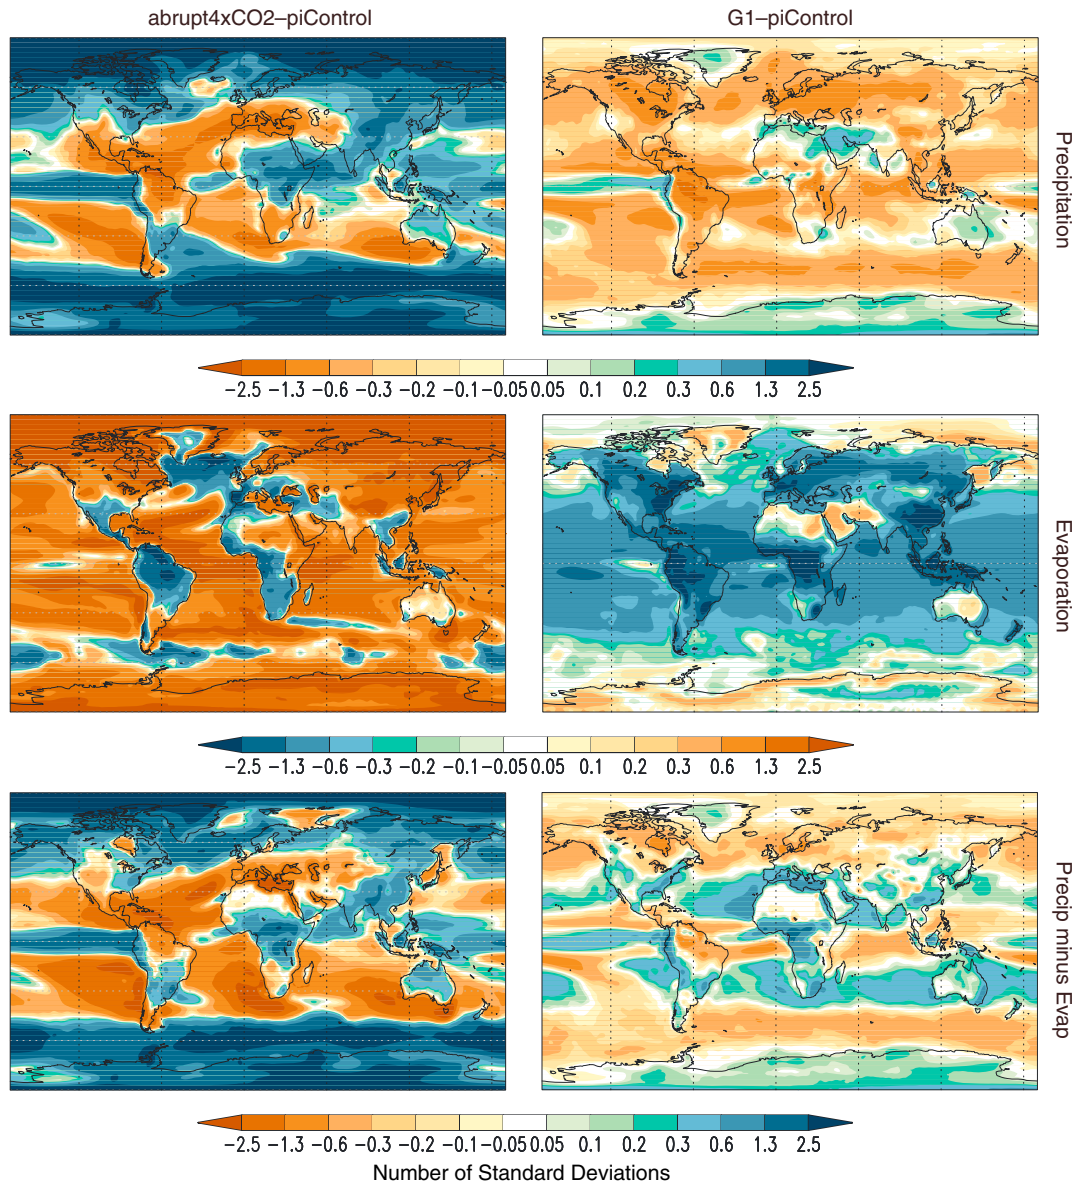 abrupt4xCO2–piControl
G1–piControl
Precipitation
−2.5 −1.3 −0.6 −0.3 −0.2 −0.1 −0.05 0.05 0.1 0.2 0.3 0.6 1.3 2.5
Evaporation
−2.5 −1.3 −0.6 −0.3 −0.2 −0.1 −0.05 0.05 0.1 0.2 0.3 0.6 1.3 2.5
Precip minus Evap
−2.5 −1.3 −0.6 −0.3 −0.2 −0.1 −0.05 0.05 0.1 0.2 0.3 0.6 1.3 2.5
Number of Standard Deviations